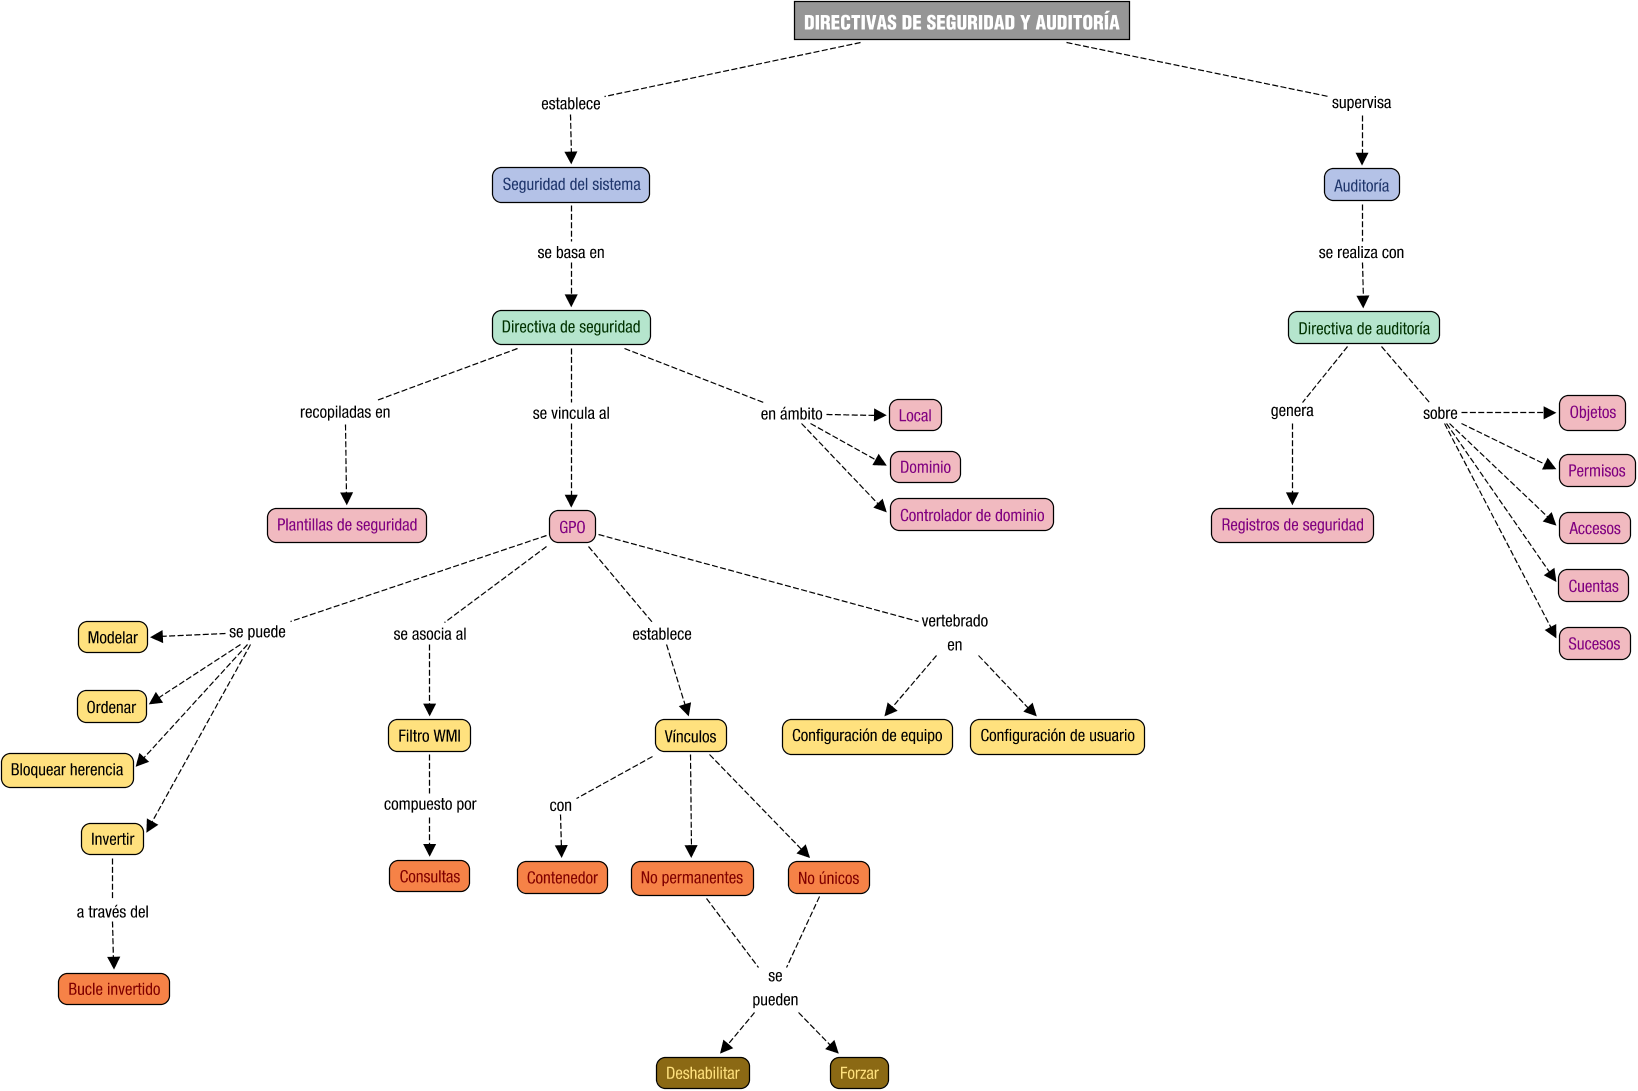 DIRECTIVAS DE SEGURIDAD Y AUDITORÍA
establece
supervisa
Seguridad del sistema
Auditoría
se basa en
se realiza con
Directiva de seguridad
Directiva de auditoría
recopiladas en
se vincula al
en ámbito
Local
Dominio
Controlador de dominio
genera
sobre
Objetos
Permisos
Accesos
Cuentas
Sucesos
Plantillas de seguridad
GPO
Registros de seguridad
se puede
Modelar
Ordenar
Bloquear herencia
Invertir
a través del
Bucle invertido
se asocia al
Filtro WMI
compuesto por
Consultas
establece
Vínculos
con
Contenedor
No permanentes
No únicos
se
pueden
Deshabilitar
Forzar
vertebrado
en
Configuración de equipo
Configuración de usuario